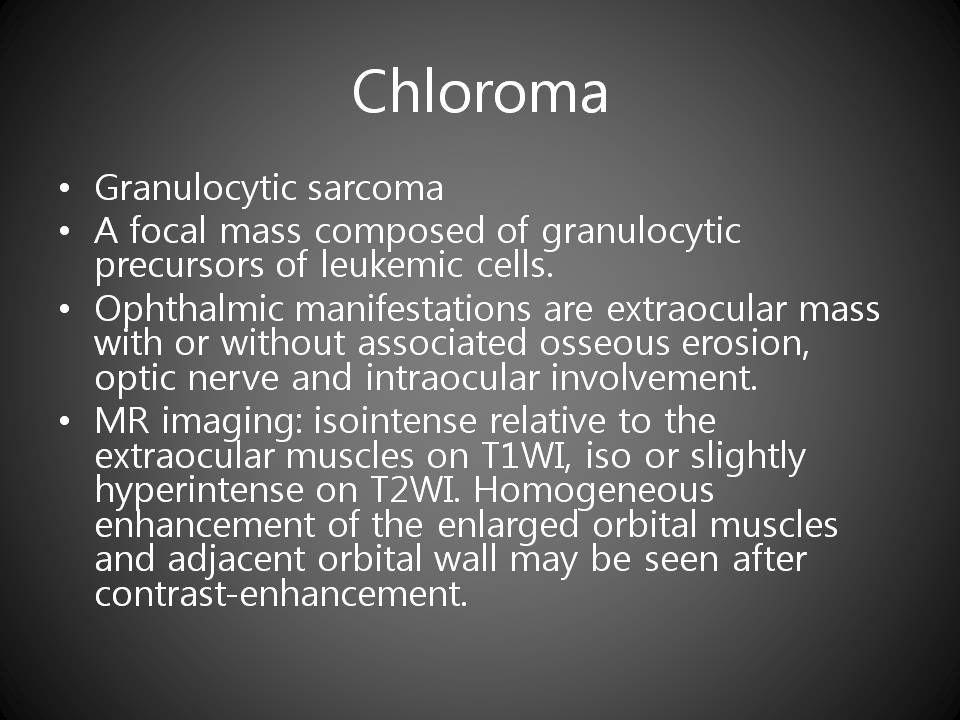 Chloroma
• Granulocytic sarcoma
• A focal mass composed of granulocytic
precursors of leukemic cells.
• Ophthalmic manifestations are extraocular mass
with or without associated osseous erosion,
optic nerve and intraocular involvement.
• MR imaging: isointense relative to the
extraocular muscles on T1WI, iso or slightly
hyperintense on T2WI. Homogeneous
enhancement of the enlarged orbital muscles
and adjacent orbital wall may be seen after
contrast-enhancement.